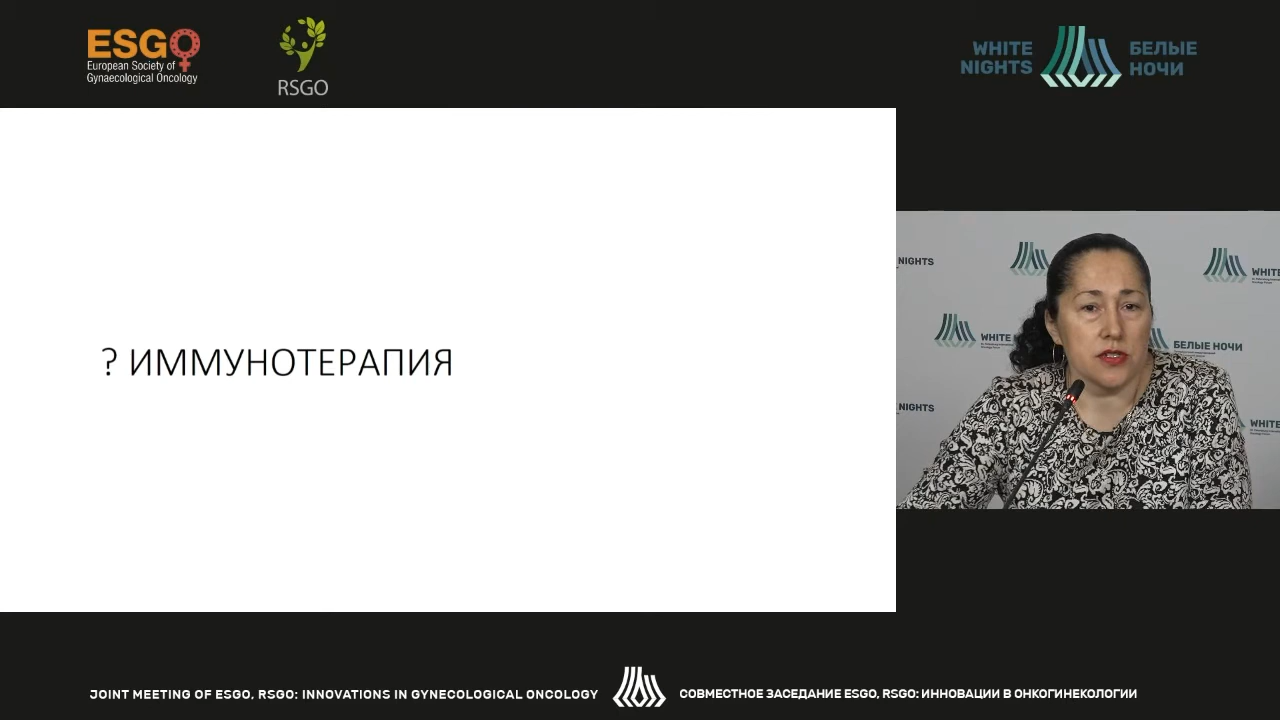 ESGO
European Society of
Gynaecological Oncology
RSGO
WHITE
NIGHTS
БЕЛЫЕ
НОЧИ
? ИММУНОТЕРАПИЯ
NIGHTS
WHITE
WHITE
БЕЛЫЕ НОЧИ
NIGHTS
WHITE
JOINT MEETING OF ESGO, RSGO: INNOVATIONS IN GYNECOLOGICAL ONCOLOGY
СОВМЕСТНОЕ ЗАСЕДАНИЕ ESGO, RSGO: ИННОВАЦИИ В ОНКОГИНЕКОЛОГИИ